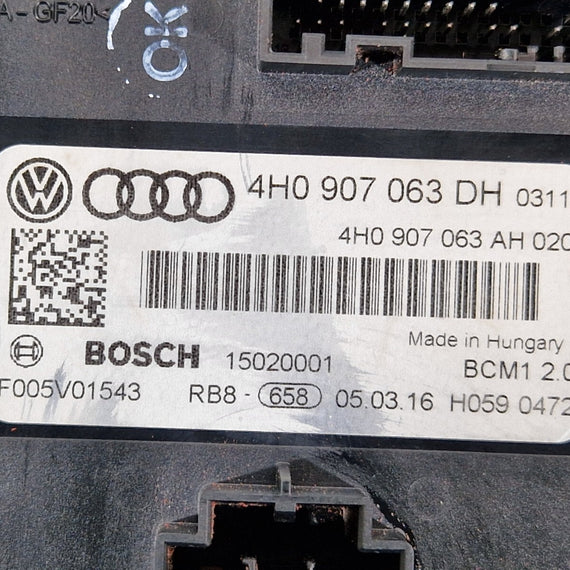 A - GF20<
OK
4H0 907 063 DH 0311
4H0 907 063 AH 020
Made in Hungary
BOSCH 15020001 BCM1 2.0
F005V01543 RB8 - 658 05.03.16 H059 0472